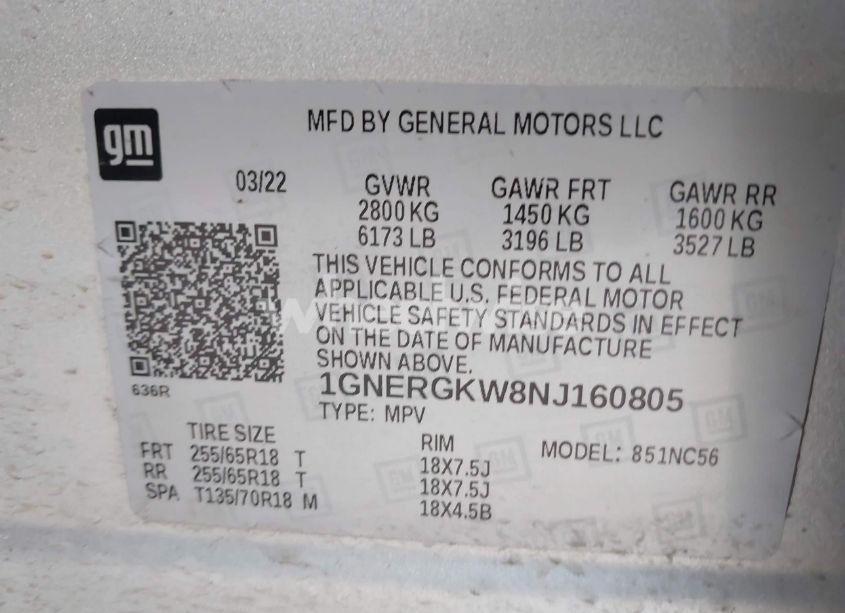 gm
MFD BY GENERAL MOTORS LLC
03/22 GVWR GAWR FRT GAWR RR
2800 KG 1450 KG 1600 KG
6173 LB 3196 LB 3527 LB
THIS VEHICLE CONFORMS TO ALL
APPLICABLE U.S. FEDERAL MOTOR
VEHICLE SAFETY STANDARDS IN EFFECT
ON THE DATE OF MANUFACTURE
SHOWN ABOVE.
636R
1GNERGKW8NJ160805
TYPE: MPV
TIRE SIZE RIM MODEL: 851NC56
FRT 255/65R18 T 18X7.5J
RR 255/65R18 T 18X7.5J
SPA T135/70R18 M 18X4.5B